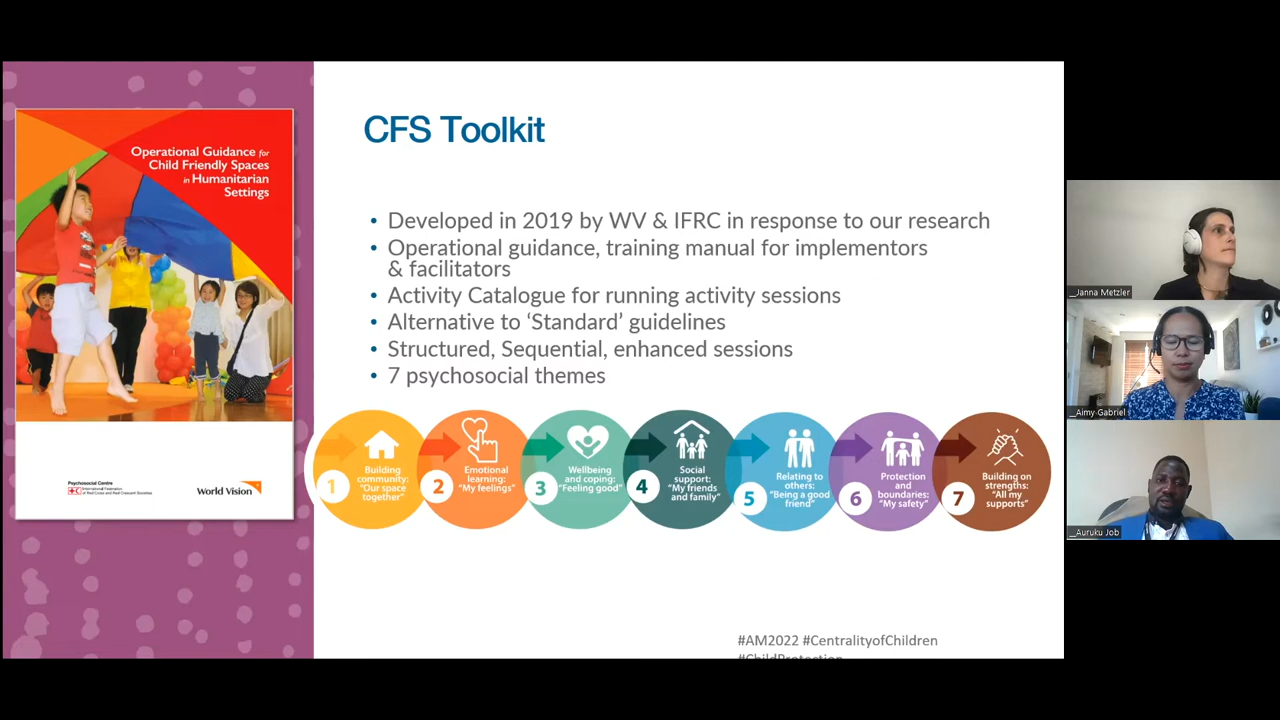 Operational Guidance for
Child Friendly Spaces
in Humanitarian
Settings
Psychosocial Centre
International Federation
of Red Cross and Red Crescent Societies
World Vision
CFS Toolkit
• Developed in 2019 by WV & IFRC in response to our research
• Operational guidance, training manual for implementors
& facilitators
• Activity Catalogue for running activity sessions
• Alternative to ‘Standard’ guidelines
• Structured, Sequential, enhanced sessions
• 7 psychosocial themes
1
Building
community:
"Our space
together"
2
Emotional
learning:
"My feelings"
3
Wellbeing
and coping:
"Feeling good"
4
Social
support:
"My friends
and family"
5
Relating to
others:
"Being a good
friend"
6
Protection
and
boundaries:
"My safety"
7
Building on
strengths:
"All my
supports"
#AM2022 #CentralityofChildren
#ChildProtection
__Janna Metzler
__Aimy Gabriel
__Auruku Job